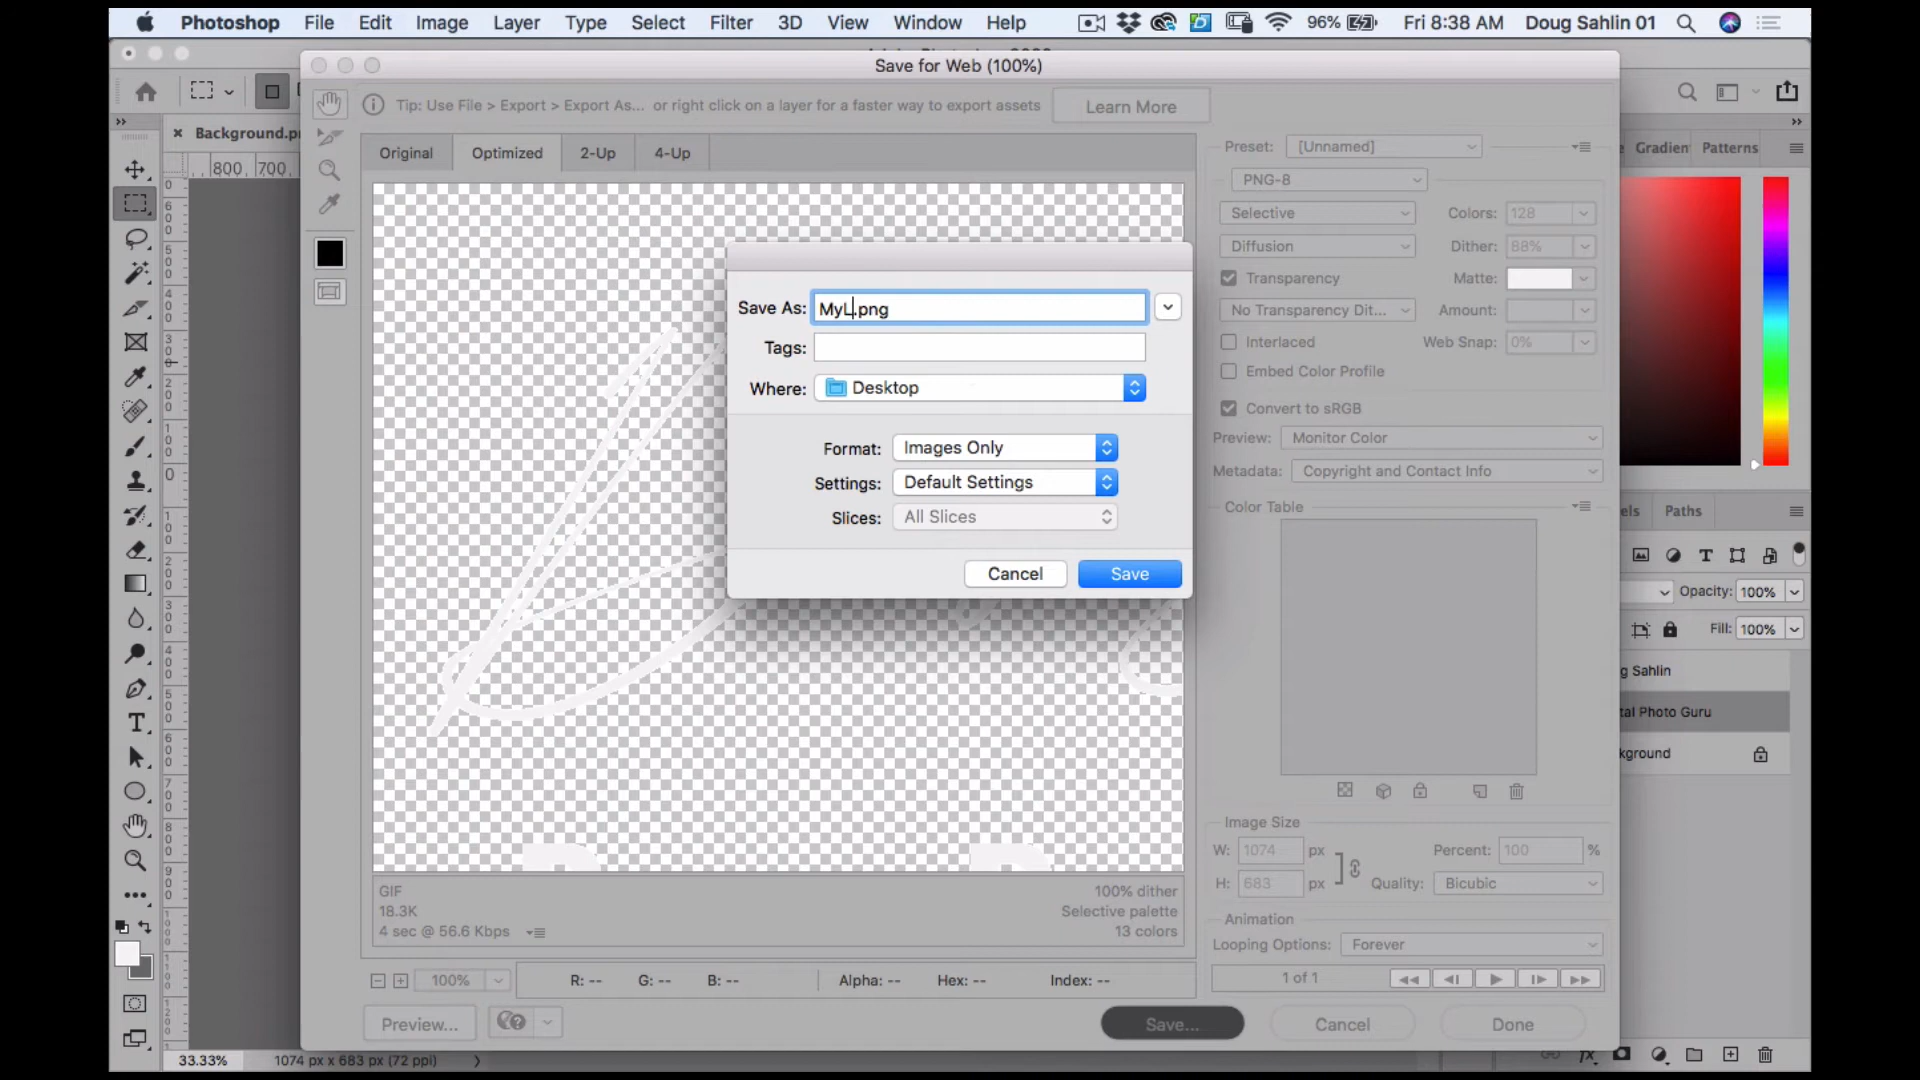 Photoshop File Edit Image Layer Type Select Filter 3D View Window Help 96% Fri 8:38 AM Doug Sahlin 01
Save for Web (100%)
Tip: Use File > Export > Export As... or right click on a layer for a faster way to export assets Learn More
Background.p
Original Optimized 2-Up 4-Up
Preset: [Unnamed]
Gradien Patterns
800 700
PNG-8
Selective Colors: 128
Diffusion Dither: 88%
Transparency Matte:
No Transparency Dit... Amount:
Interlaced Web Snap: 0%
Embed Color Profile
Convert to sRGB
Preview: Monitor Color
Metadata: Copyright and Contact Info
Color Table
Save As: MyL.png
Tags:
Where: Desktop
Format: Images Only
Settings: Default Settings
Slices: All Slices
Cancel Save
els Paths
Opacity: 100%
Fill: 100%
g Sahlin
tal Photo Guru
kground
Image Size
W: 1074 px Percent: 100 %
H: 683 px Quality: Bicubic
Animation
Looping Options: Forever
1 of 1
GIF 100% dither
18.3K Selective palette
4 sec @ 56.6 Kbps 13 colors
100% R: -- G: -- B: -- Alpha: -- Hex: -- Index: --
Preview... Save... Cancel Done
33.33% 1074 px x 683 px (72 ppi)